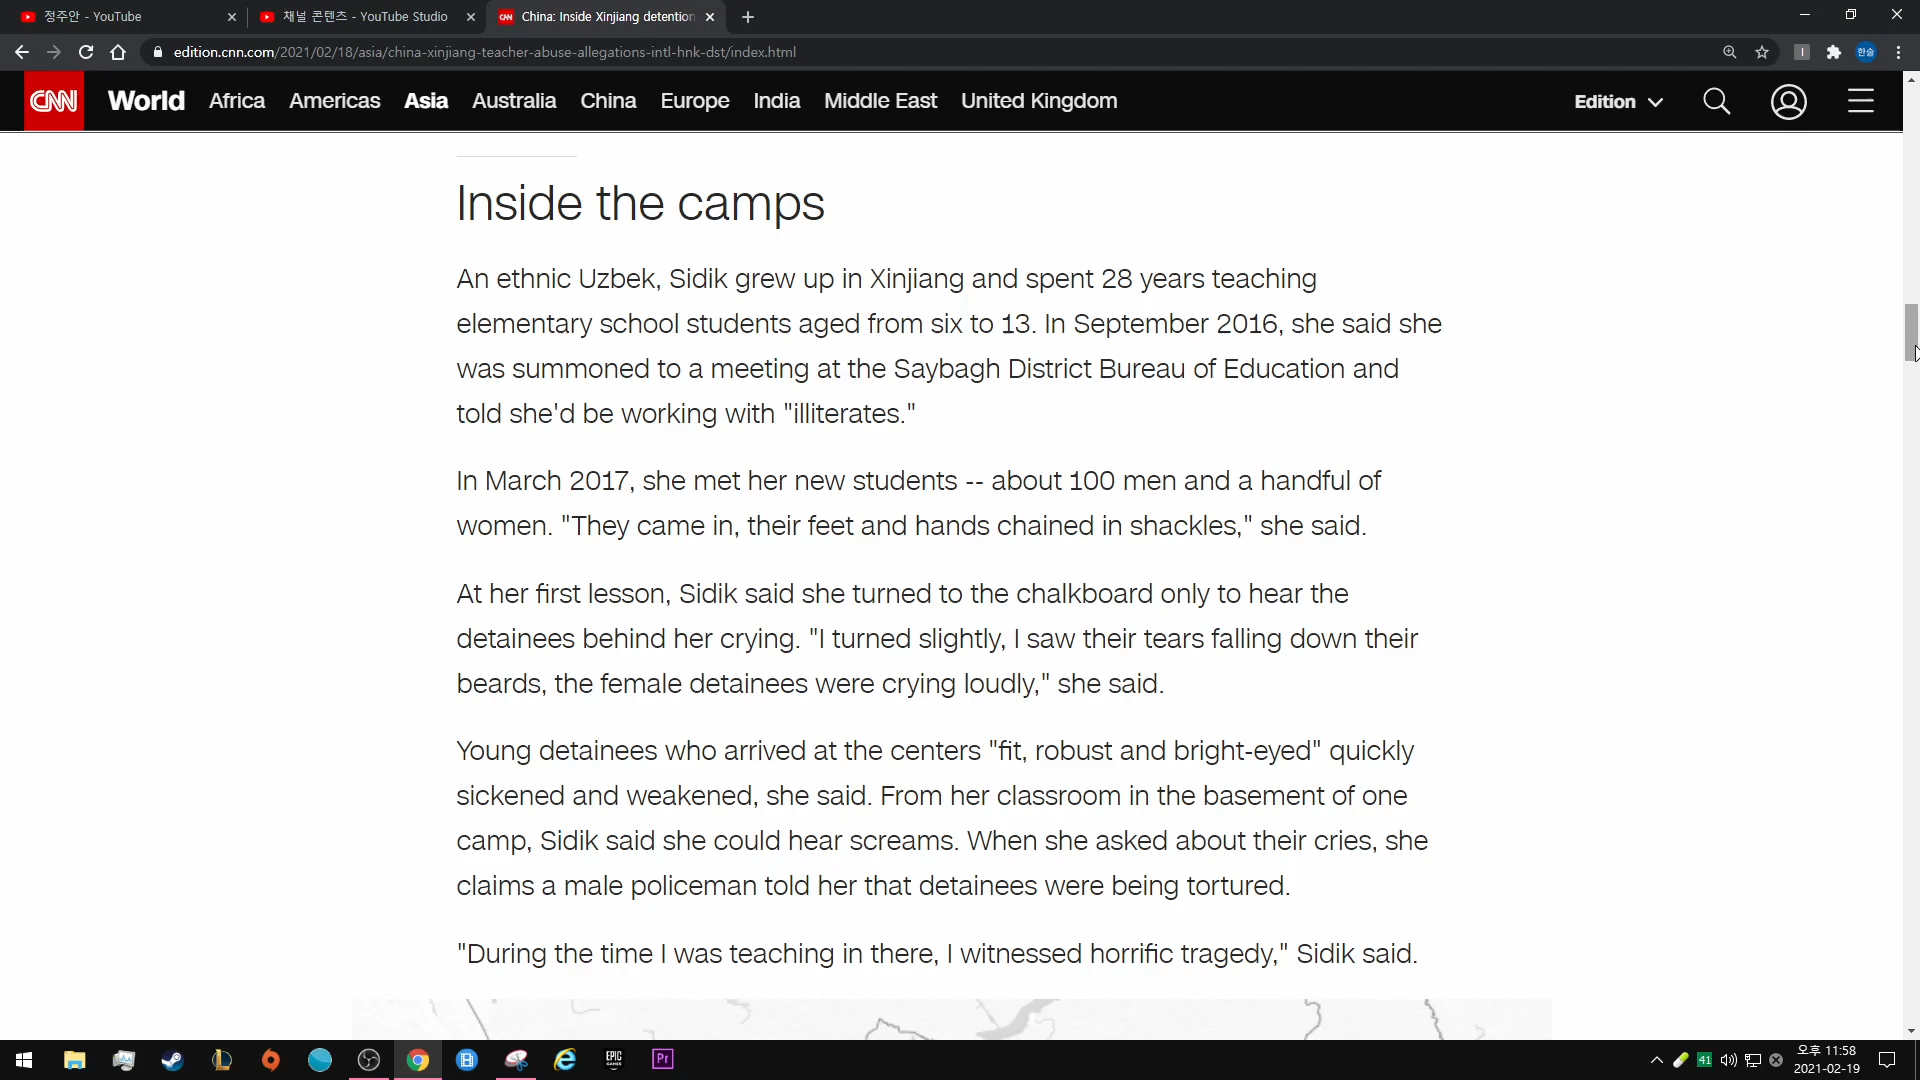 정주안 - YouTube
채널 콘텐츠 - YouTube Studio
China: Inside Xinjiang detention
edition.cnn.com/2021/02/18/asia/china-xinjiang-teacher-abuse-allegations-intl-hnk-dst/index.html
한슬
CNN World Africa Americas Asia Australia China Europe India Middle East United Kingdom Edition
Inside the camps
An ethnic Uzbek, Sidik grew up in Xinjiang and spent 28 years teaching
elementary school students aged from six to 13. In September 2016, she said she
was summoned to a meeting at the Saybagh District Bureau of Education and
told she'd be working with "illiterates."
In March 2017, she met her new students -- about 100 men and a handful of
women. "They came in, their feet and hands chained in shackles," she said.
At her first lesson, Sidik said she turned to the chalkboard only to hear the
detainees behind her crying. "I turned slightly, I saw their tears falling down their
beards, the female detainees were crying loudly," she said.
Young detainees who arrived at the centers "fit, robust and bright-eyed" quickly
sickened and weakened, she said. From her classroom in the basement of one
camp, Sidik said she could hear screams. When she asked about their cries, she
claims a male policeman told her that detainees were being tortured.
"During the time I was teaching in there, I witnessed horrific tragedy," Sidik said.
EPIC GAMES
Pr
41
오후 11:58
2021-02-19